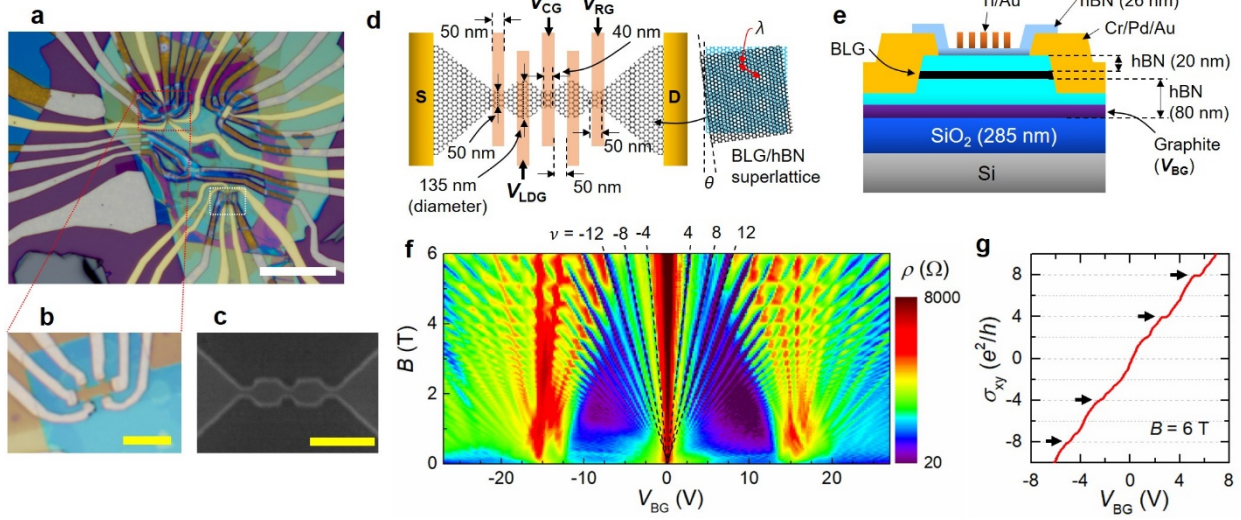 a
b
c
d
V_CG
V_RG
50 nm
40 nm
λ
S
D
50 nm
135 nm
(diameter)
V_LDG
50 nm
BLG/hBN
superlattice
θ
e
Ti/Au
hBN (26 nm)
Cr/Pd/Au
BLG
hBN (20 nm)
hBN
(80 nm)
SiO₂ (285 nm)
Graphite
(V_BG)
Si
f
ν = -12 -8 -4 4 8 12
ρ (Ω)
8000
20
B (T)
6
4
2
0
-20 -10 0 10 20
V_BG (V)
g
σ_xy (e²/h)
8
4
0
-4
-8
B = 6 T
-8 -4 0 4 8
V_BG (V)